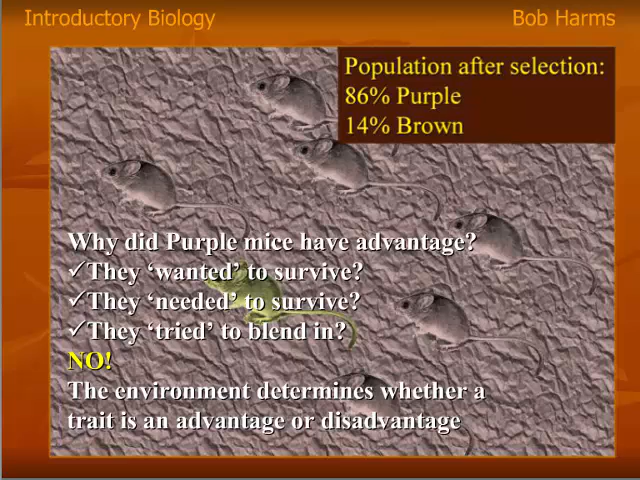 Introductory Biology
Bob Harms
Population after selection:
86% Purple
14% Brown
Why did Purple mice have advantage?
✓They ‘wanted’ to survive?
✓They ‘needed’ to survive?
✓They ‘tried’ to blend in?
NO!
The environment determines whether a
trait is an advantage or disadvantage